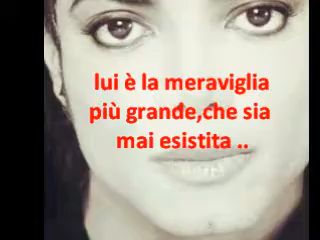 lui è la meraviglia
più grande,che sia
mai esistita ..